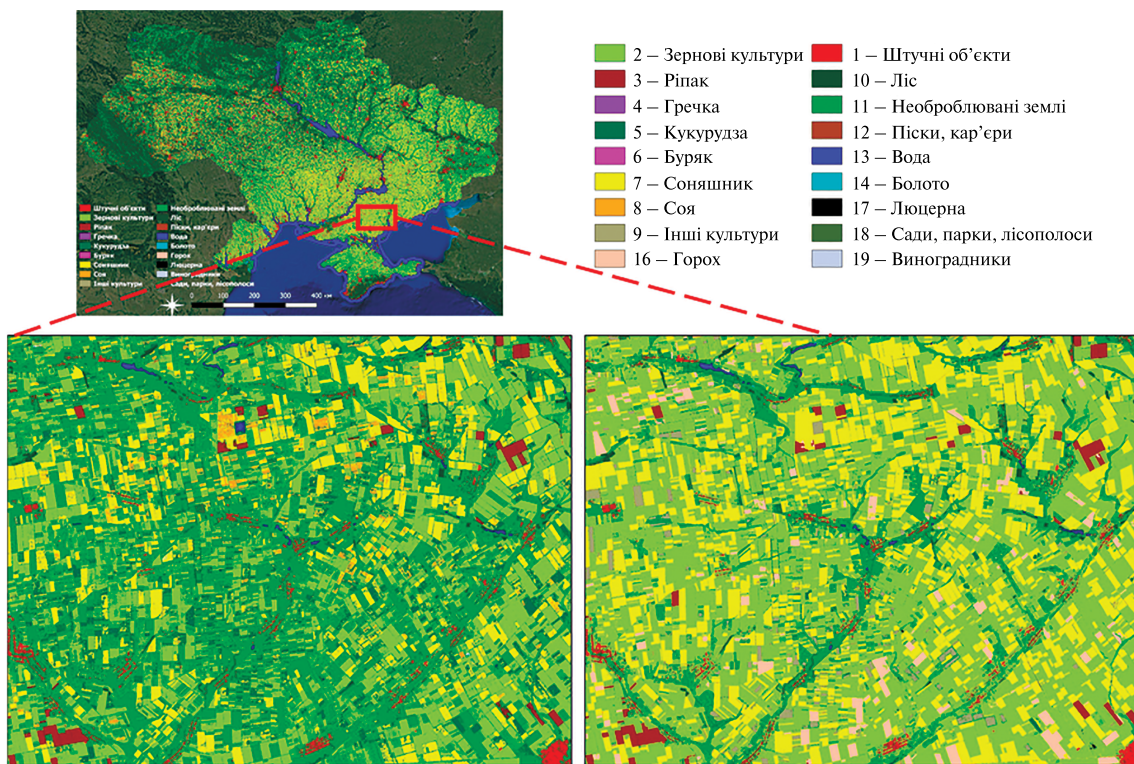 2 – Зернові культури
3 – Ріпак
4 – Гречка
5 – Кукурудза
6 – Буряк
7 – Соняшник
8 – Соя
9 – Інші культури
16 – Горох
1 – Штучні об’єкти
10 – Ліс
11 – Необроблювані землі
12 – Піски, кар’єри
13 – Вода
14 – Болото
17 – Люцерна
18 – Сади, парки, лісополоси
19 – Виноградники
Штучні об'єкти
Зернові культури
Ріпак
Гречка
Кукурудза
Буряк
Соняшник
Соя
Інші культури
Необроблювані землі
Ліс
Піски, кар'єри
Вода
Болото
Горох
Люцерна
Виноградники
Сади, парки, лісополоси
0 100 200 300 400 км